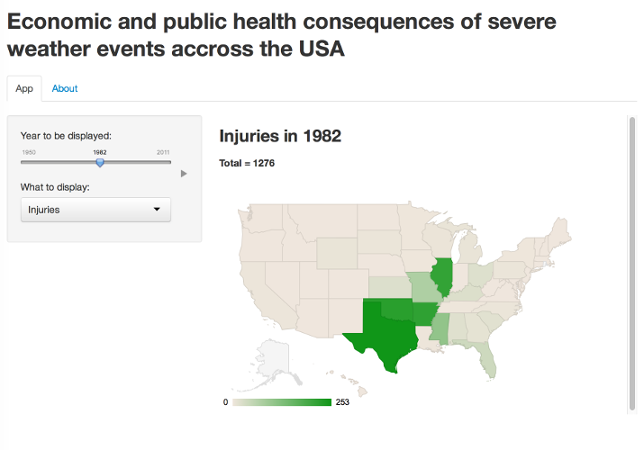 Economic and public health consequences of severe
weather events accross the USA
App About
Year to be displayed:
1950 1982 2011
What to display:
Injuries
Injuries in 1982
Total = 1276
0 253